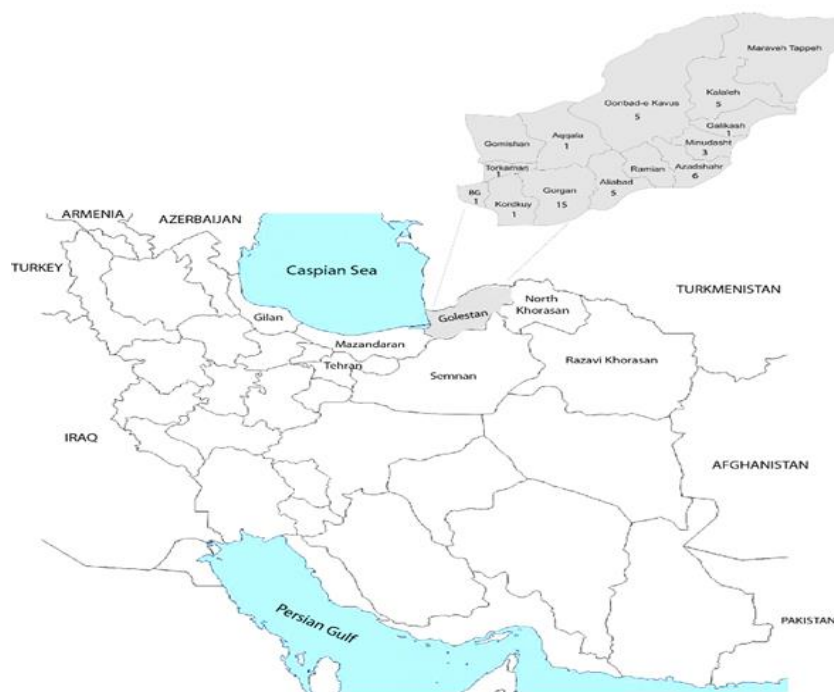 Maraveh Tappeh
Kalaleh
5
Gonbad-e Kavus
5
Galikash
1
Aqqala
1
Gomishan
Minudasht
3
Ramian
Azadshahr
6
Torkaman
1
Aliabad
5
Gorgan
15
BG
1
Kordkuy
1
ARMENIA
AZERBAIJAN
TURKEY
Caspian Sea
TURKMENISTAN
North
Khorasan
Golestan
Gilan
Mazandaran
Tehran
Semnan
Razavi Khorasan
IRAQ
AFGHANISTAN
Persian Gulf
PAKISTAN